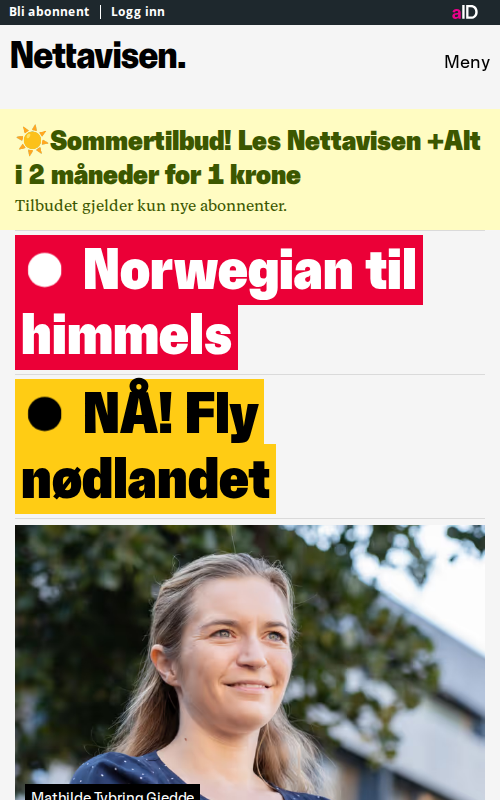 Bli abonnent | Logg inn
aID
Nettavisen.
Meny
☀️Sommertilbud! Les Nettavisen +Alt
i 2 måneder for 1 krone
Tilbudet gjelder kun nye abonnenter.
● Norwegian til
himmels
● NÅ! Fly
nødlandet
Mathilde Tybring Gjedde